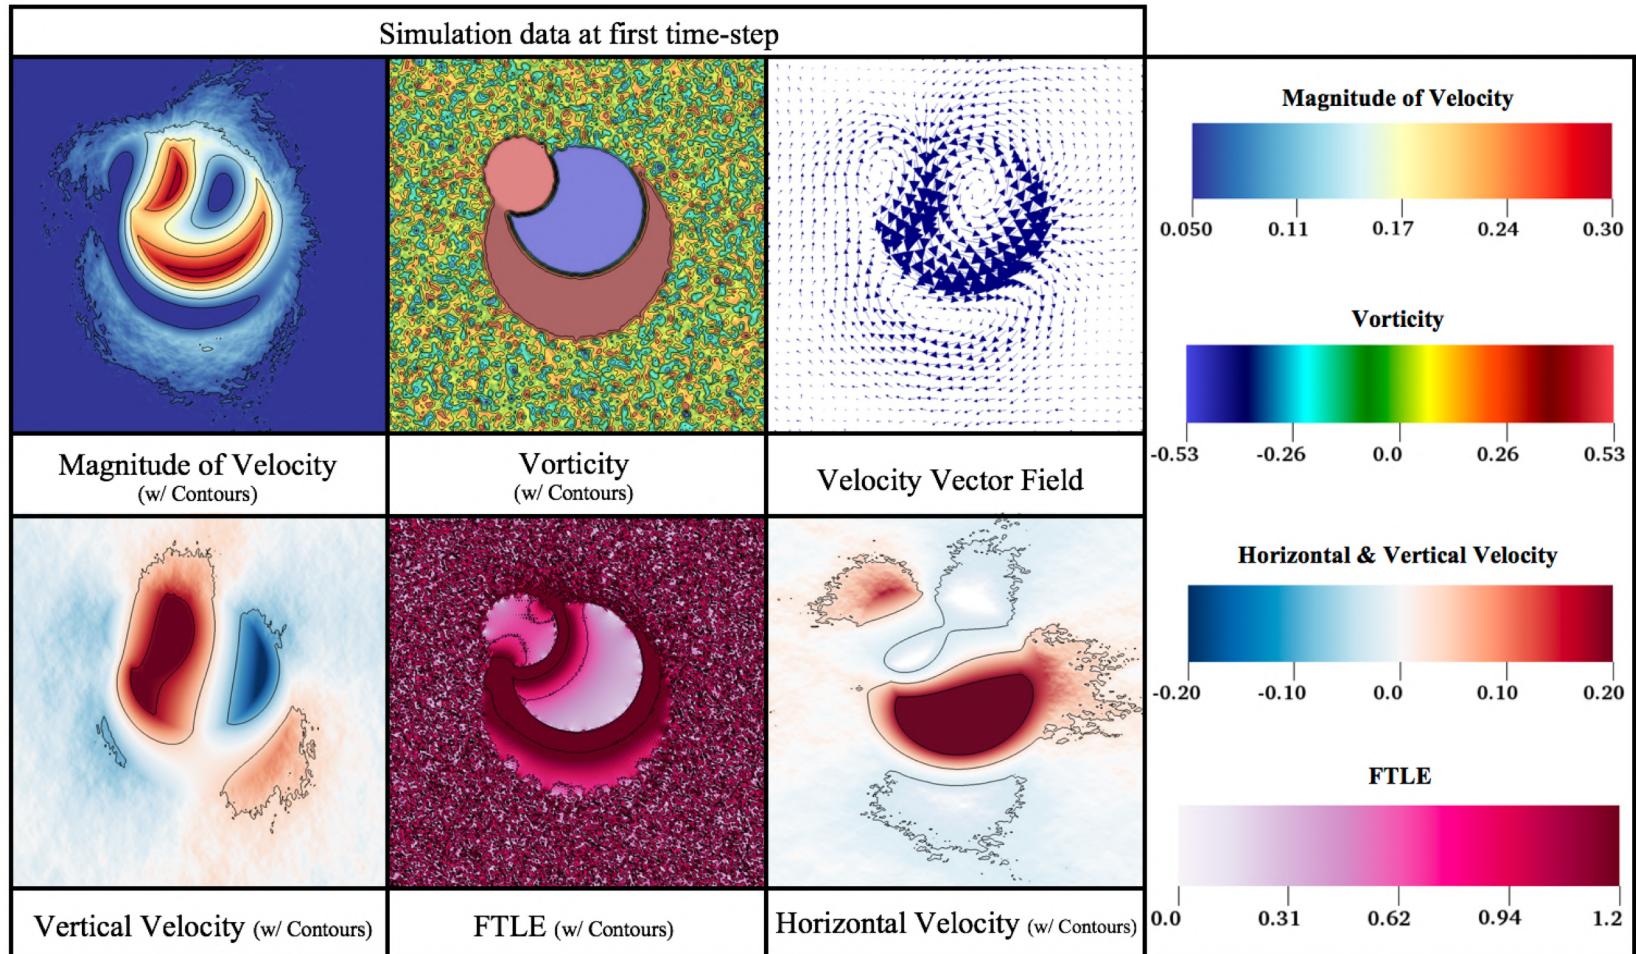 Simulation data at first time-step
Magnitude of Velocity
(w/ Contours)
Vorticity
(w/ Contours)
Velocity Vector Field
Vertical Velocity (w/ Contours)
FTLE (w/ Contours)
Horizontal Velocity (w/ Contours)
Magnitude of Velocity
0.050 0.11 0.17 0.24 0.30
Vorticity
-0.53 -0.26 0.0 0.26 0.53
Horizontal & Vertical Velocity
-0.20 -0.10 0.0 0.10 0.20
FTLE
0.0 0.31 0.62 0.94 1.2